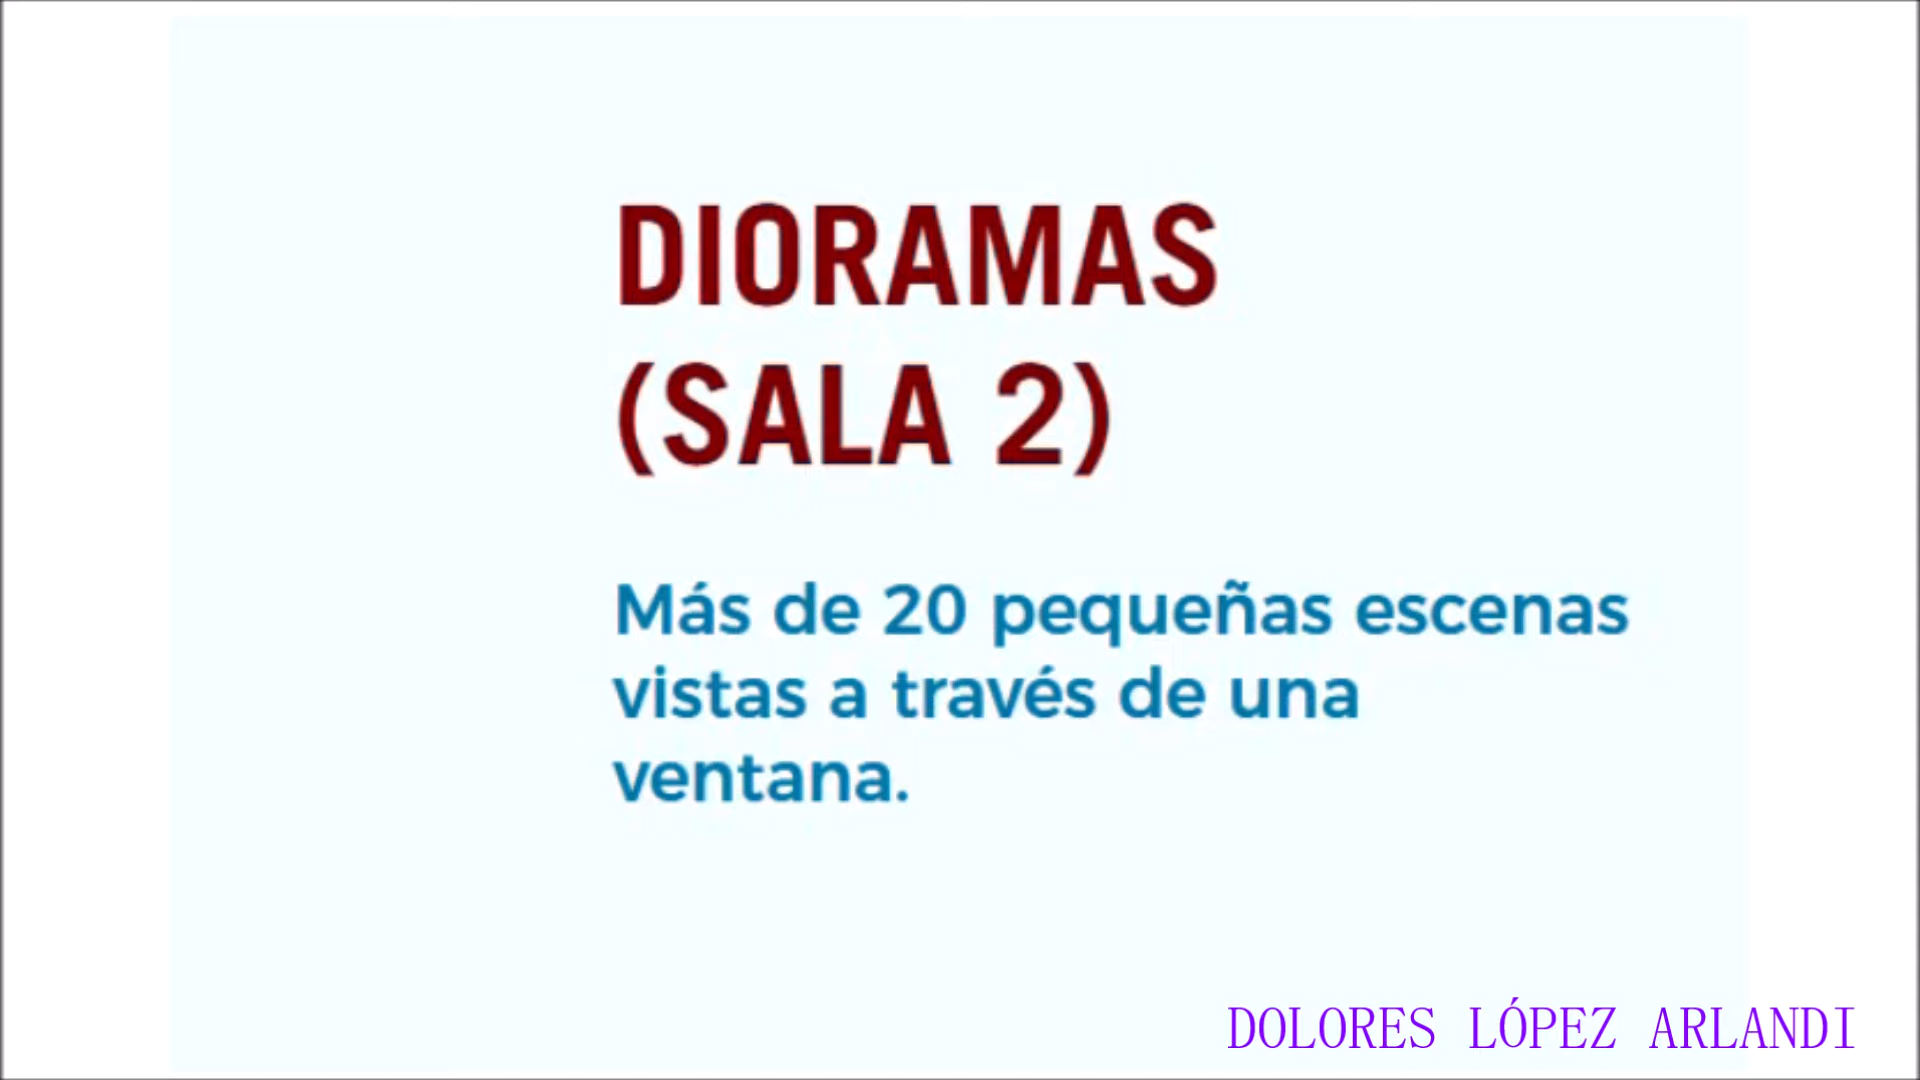 DIORAMAS
(SALA 2)
Más de 20 pequeñas escenas
vistas a través de una
ventana.
DOLORES LÓPEZ ARLANDI